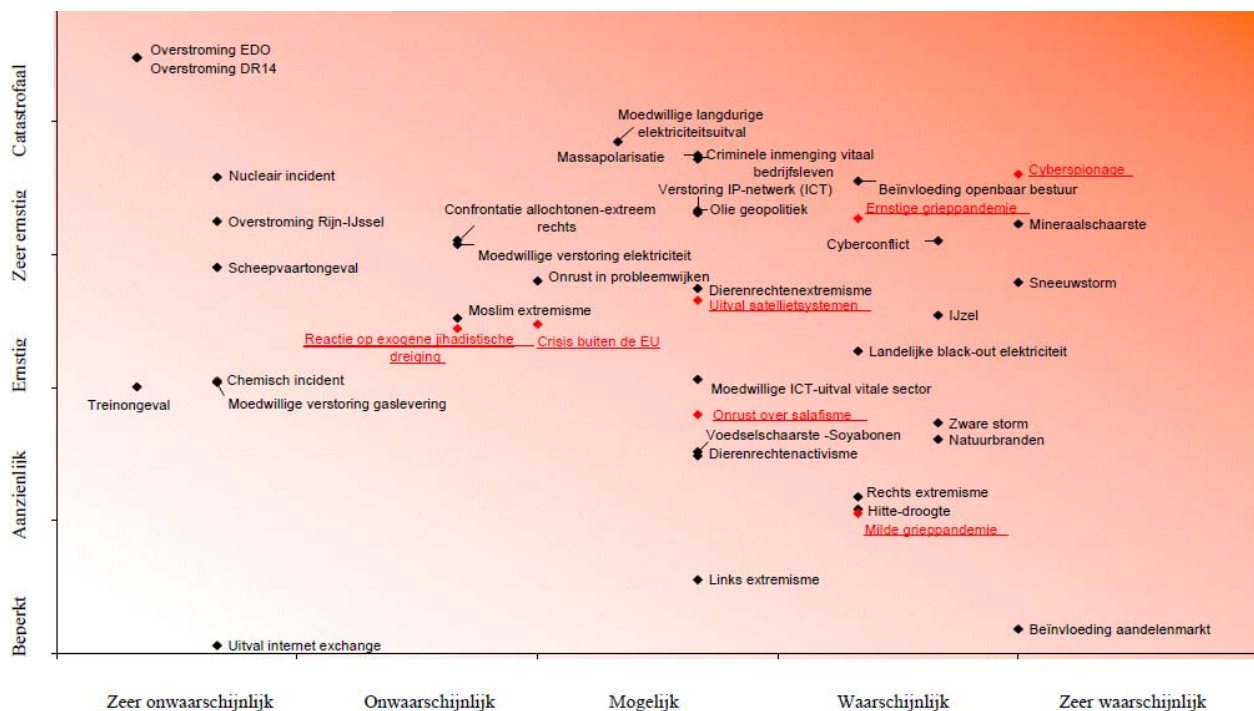 Overstroming EDO
Overstroming DR14
Catastrofaal
Moedwillige langdurige
elektriciteitsuitval
Massapolarisatie
Criminele inmenging vitaal
bedrijfsleven
Nucleair incident
Cyberspionage
Beïnvloeding openbaar bestuur
Verstoring IP-netwerk (ICT)
Olie geopolitiek
Ernstige grieppandemie
Zeer ernstig
Overstroming Rijn-IJssel
Confrontatie allochtonen-extreem
rechts
Mineraalschaarste
Cyberconflict
Moedwillige verstoring elektriciteit
Scheepvaartongeval
Onrust in probleemwijken
Sneeuwstorm
Dierenrechtenextremisme
Uitval satellietsystemen
Moslim extremisme
IJzel
Reactie op exogene jihadistische
dreiging
Crisis buiten de EU
Ernstig
Landelijke black-out elektriciteit
Chemisch incident
Moedwillige verstoring gaslevering
Treinongeval
Moedwillige ICT-uitval vitale sector
Onrust over salafisme
Zware storm
Natuurbranden
Voedselschaarste -Soyabonen
Dierenrechtenactivisme
Aanzienlijk
Rechts extremisme
Hitte-droogte
Milde grieppandemie
Links extremisme
Beperkt
Beïnvloeding aandelenmarkt
Uitval internet exchange
Zeer onwaarschijnlijk
Onwaarschijnlijk
Mogelijk
Waarschijnlijk
Zeer waarschijnlijk